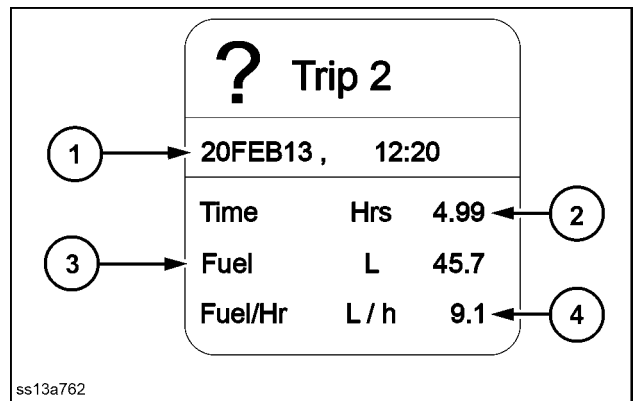 ? Trip 2
1 20FEB13 , 12:20
Time Hrs 4.99 2
3 Fuel L 45.7
Fuel/Hr L / h 9.1 4
ss13a762